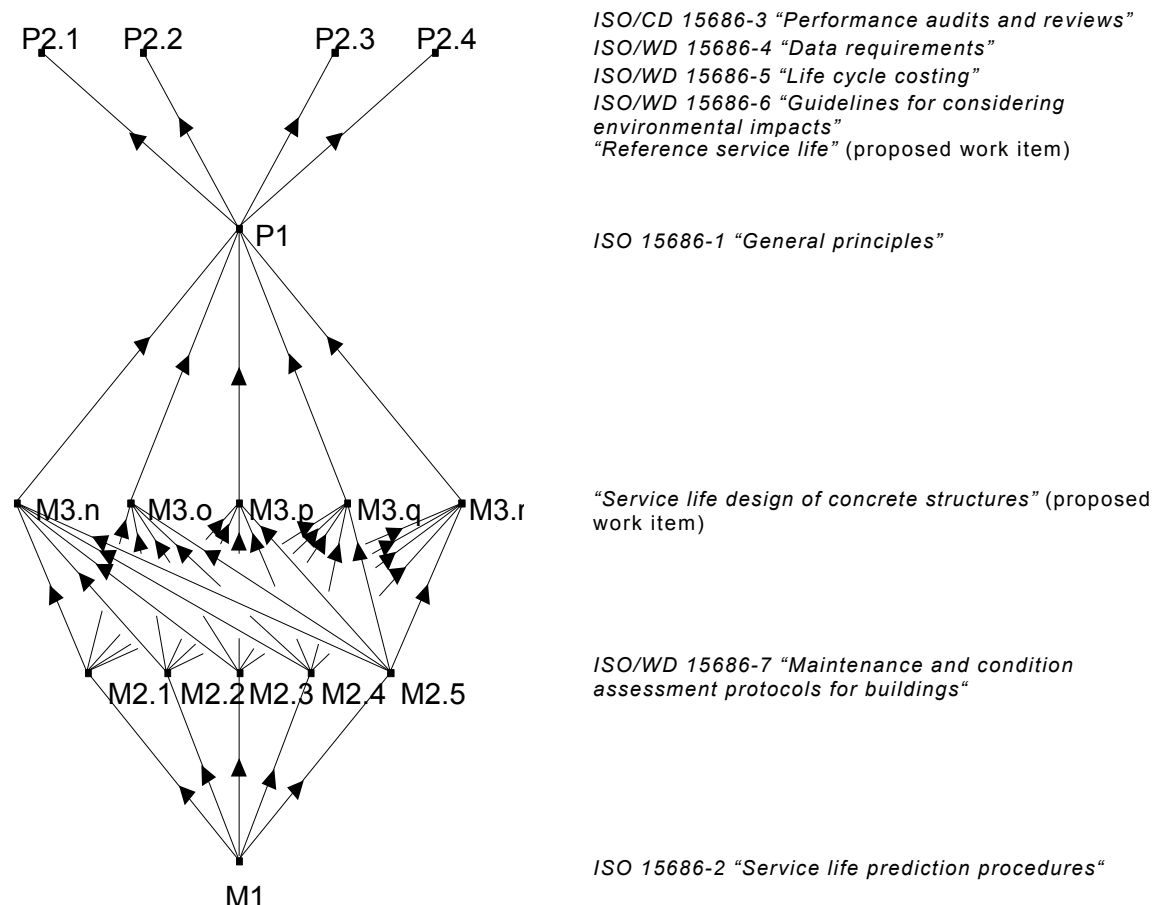 ISO/CD 15686-3 “Performance audits and reviews”
P2.1 P2.2 P2.3 P2.4
ISO/WD 15686-4 “Data requirements”
ISO/WD 15686-5 “Life cycle costing”
ISO/WD 15686-6 “Guidelines for considering
environmental impacts”
“Reference service life” (proposed work item)
P1
ISO 15686-1 “General principles”
M3.n M3.o M3.p M3.q M3.r
“Service life design of concrete structures” (proposed
work item)
ISO/WD 15686-7 “Maintenance and condition
assessment protocols for buildings“
M2.1 M2.2 M2.3 M2.4 M2.5
ISO 15686-2 “Service life prediction procedures“
M1